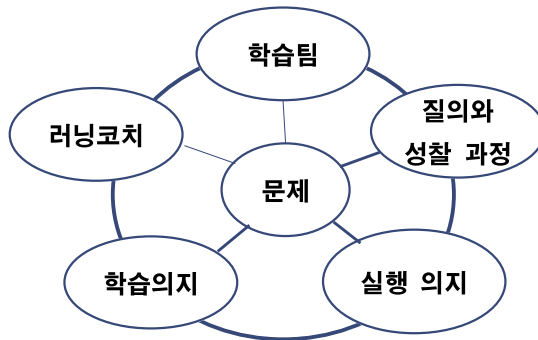 학습팀
러닝코치
질의와
성찰 과정
문제
학습의지
실행 의지